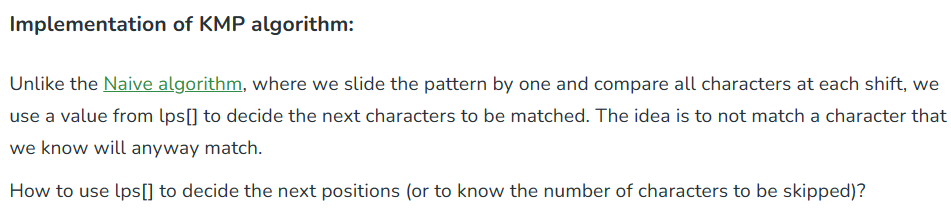 Implementation of KMP algorithm:
Unlike the Naive algorithm, where we slide the pattern by one and compare all characters at each shift, we
use a value from lps[] to decide the next characters to be matched. The idea is to not match a character that
we know will anyway match.
How to use lps[] to decide the next positions (or to know the number of characters to be skipped)?